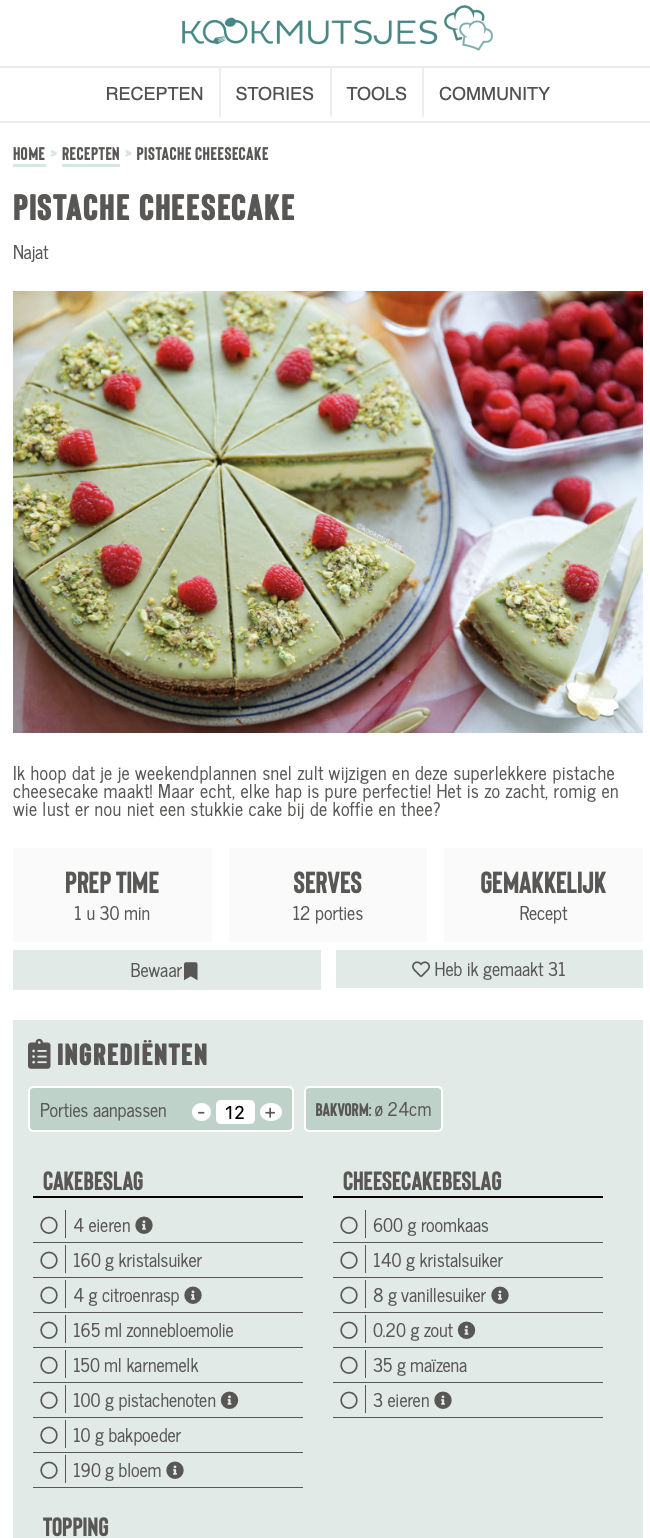 KOOKMUTSJES
RECEPTEN STORIES TOOLS COMMUNITY
HOME > RECEPTEN > PISTACHE CHEESECAKE
PISTACHE CHEESECAKE
Najat
Ik hoop dat je je weekendplannen snel zult wijzigen en deze superlekkere pistache
cheesecake maakt! Maar echt, elke hap is pure perfectie! Het is zo zacht, romig en
wie lust er nou niet een stukkie cake bij de koffie en thee?
PREP TIME
1 u 30 min
SERVES
12 porties
GEMAKKELIJK
Recept
Bewaar
Heb ik gemaakt 31
INGREDIËNTEN
Porties aanpassen - 12 +
BAKVORM: ø 24cm
CAKEBESLAG
4 eieren
160 g kristalsuiker
4 g citroenrasp
165 ml zonnebloemolie
150 ml karnemelk
100 g pistachenoten
10 g bakpoeder
190 g bloem
CHEESECAKEBESLAG
600 g roomkaas
140 g kristalsuiker
8 g vanillesuiker
0.20 g zout
35 g maïzena
3 eieren
TOPPING